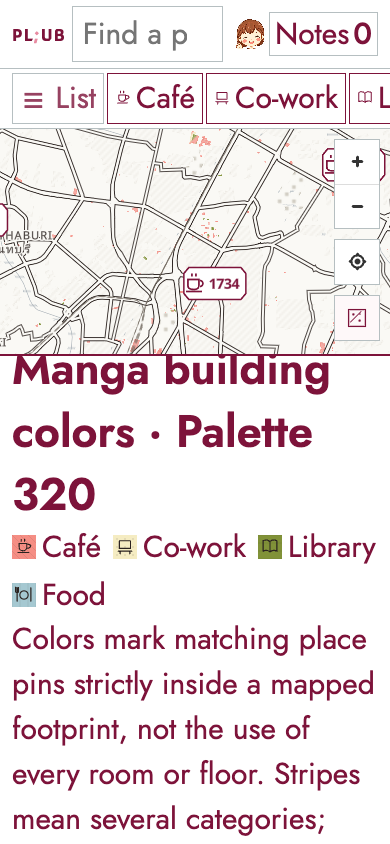 PL;UB Find a p Notes 0
List Café Co-work L
+
HABURI
−
1734
Manga building
colors · Palette
320
Café Co-work Library
Food
Colors mark matching place
pins strictly inside a mapped
footprint, not the use of
every room or floor. Stripes
mean several categories;